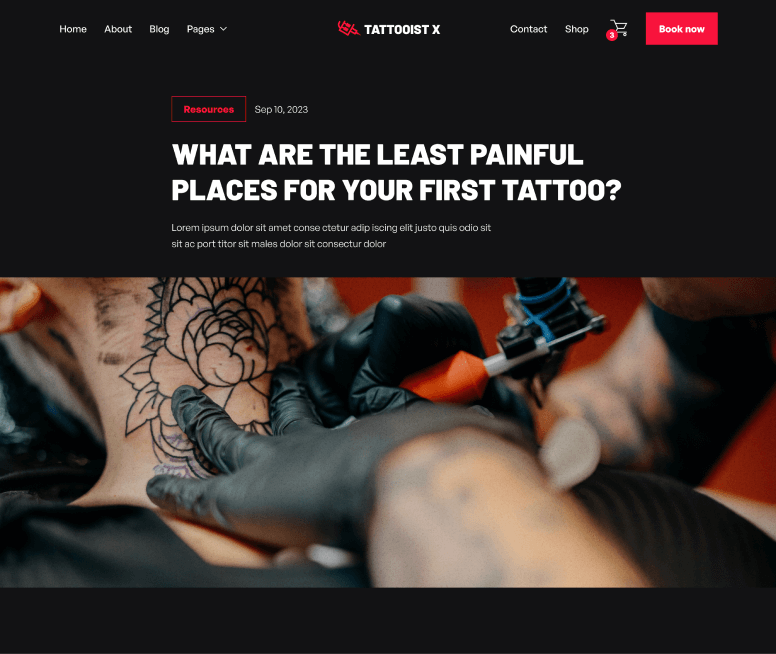 Home About Blog Pages TATTOOIST X Contact Shop 3 Book now
Resources Sep 10, 2023
WHAT ARE THE LEAST PAINFUL
PLACES FOR YOUR FIRST TATTOO?
Lorem ipsum dolor sit amet conse ctetur adip iscing elit justo quis odio sit
sit ac port titor sit males dolor sit consectur dolor